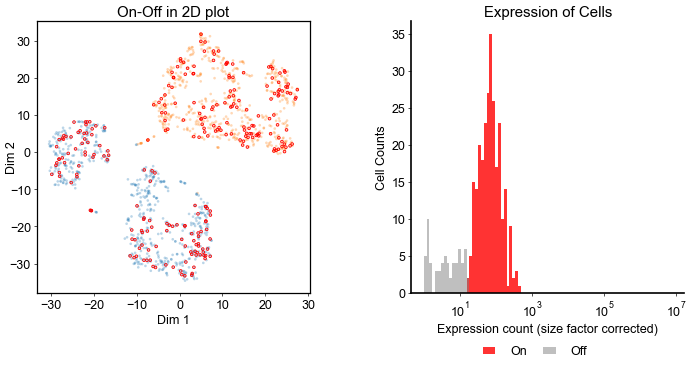 On-Off in 2D plot
Dim 2
30
20
10
0
−10
−20
−30
−30 −20 −10 0 10 20 30
Dim 1
Expression of Cells
Cell Counts
35
30
25
20
15
10
5
0
10^1 10^3 10^5 10^7
Expression count (size factor corrected)
On Off